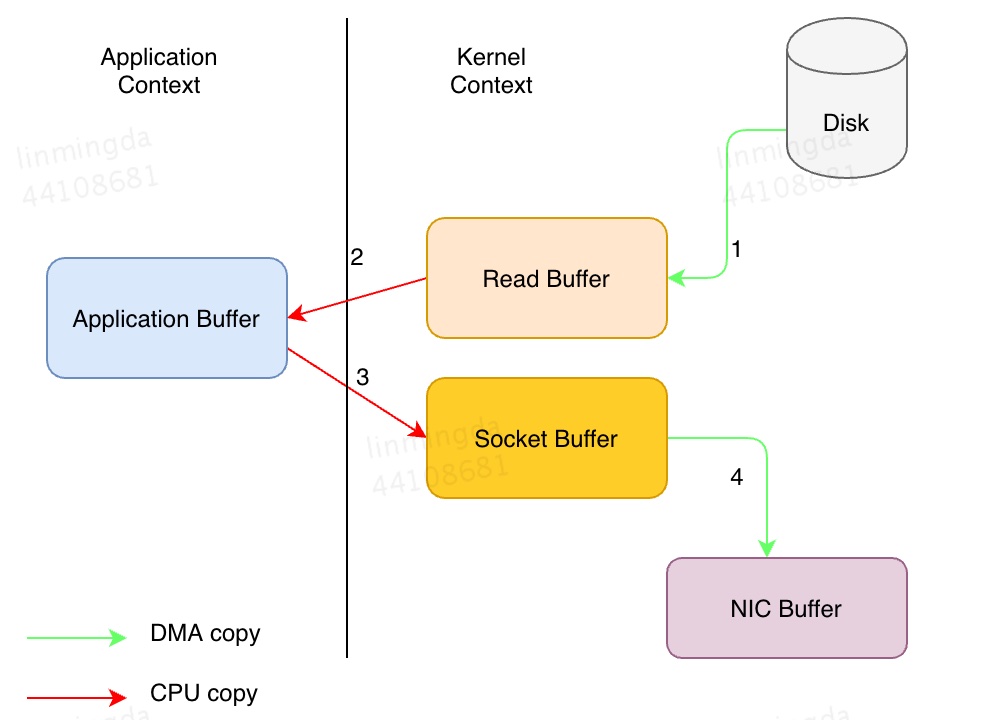 Application
Context
Kernel
Context
Disk
linmingda
44108681
linmingda
44108681
1
2
Read Buffer
Application Buffer
3
Socket Buffer
linmingda
44108681
4
NIC Buffer
DMA copy
CPU copy